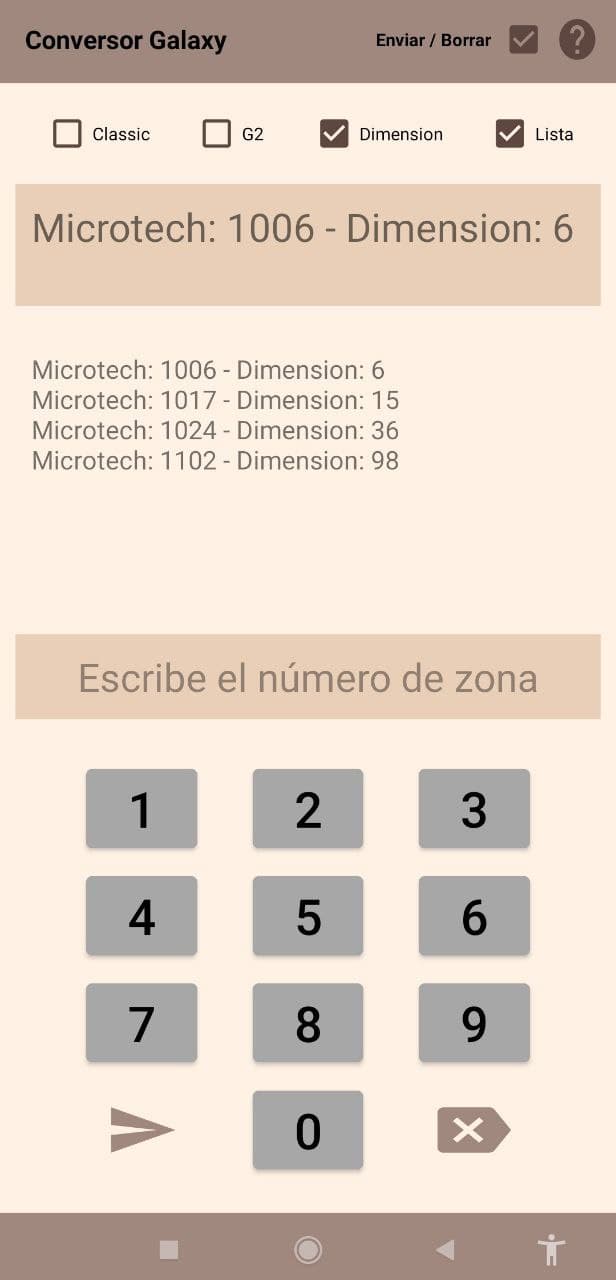 Conversor Galaxy Enviar / Borrar ?
Classic G2 Dimension Lista
Microtech: 1006 - Dimension: 6
Microtech: 1006 - Dimension: 6
Microtech: 1017 - Dimension: 15
Microtech: 1024 - Dimension: 36
Microtech: 1102 - Dimension: 98
Escribe el número de zona
1 2 3
4 5 6
7 8 9
0